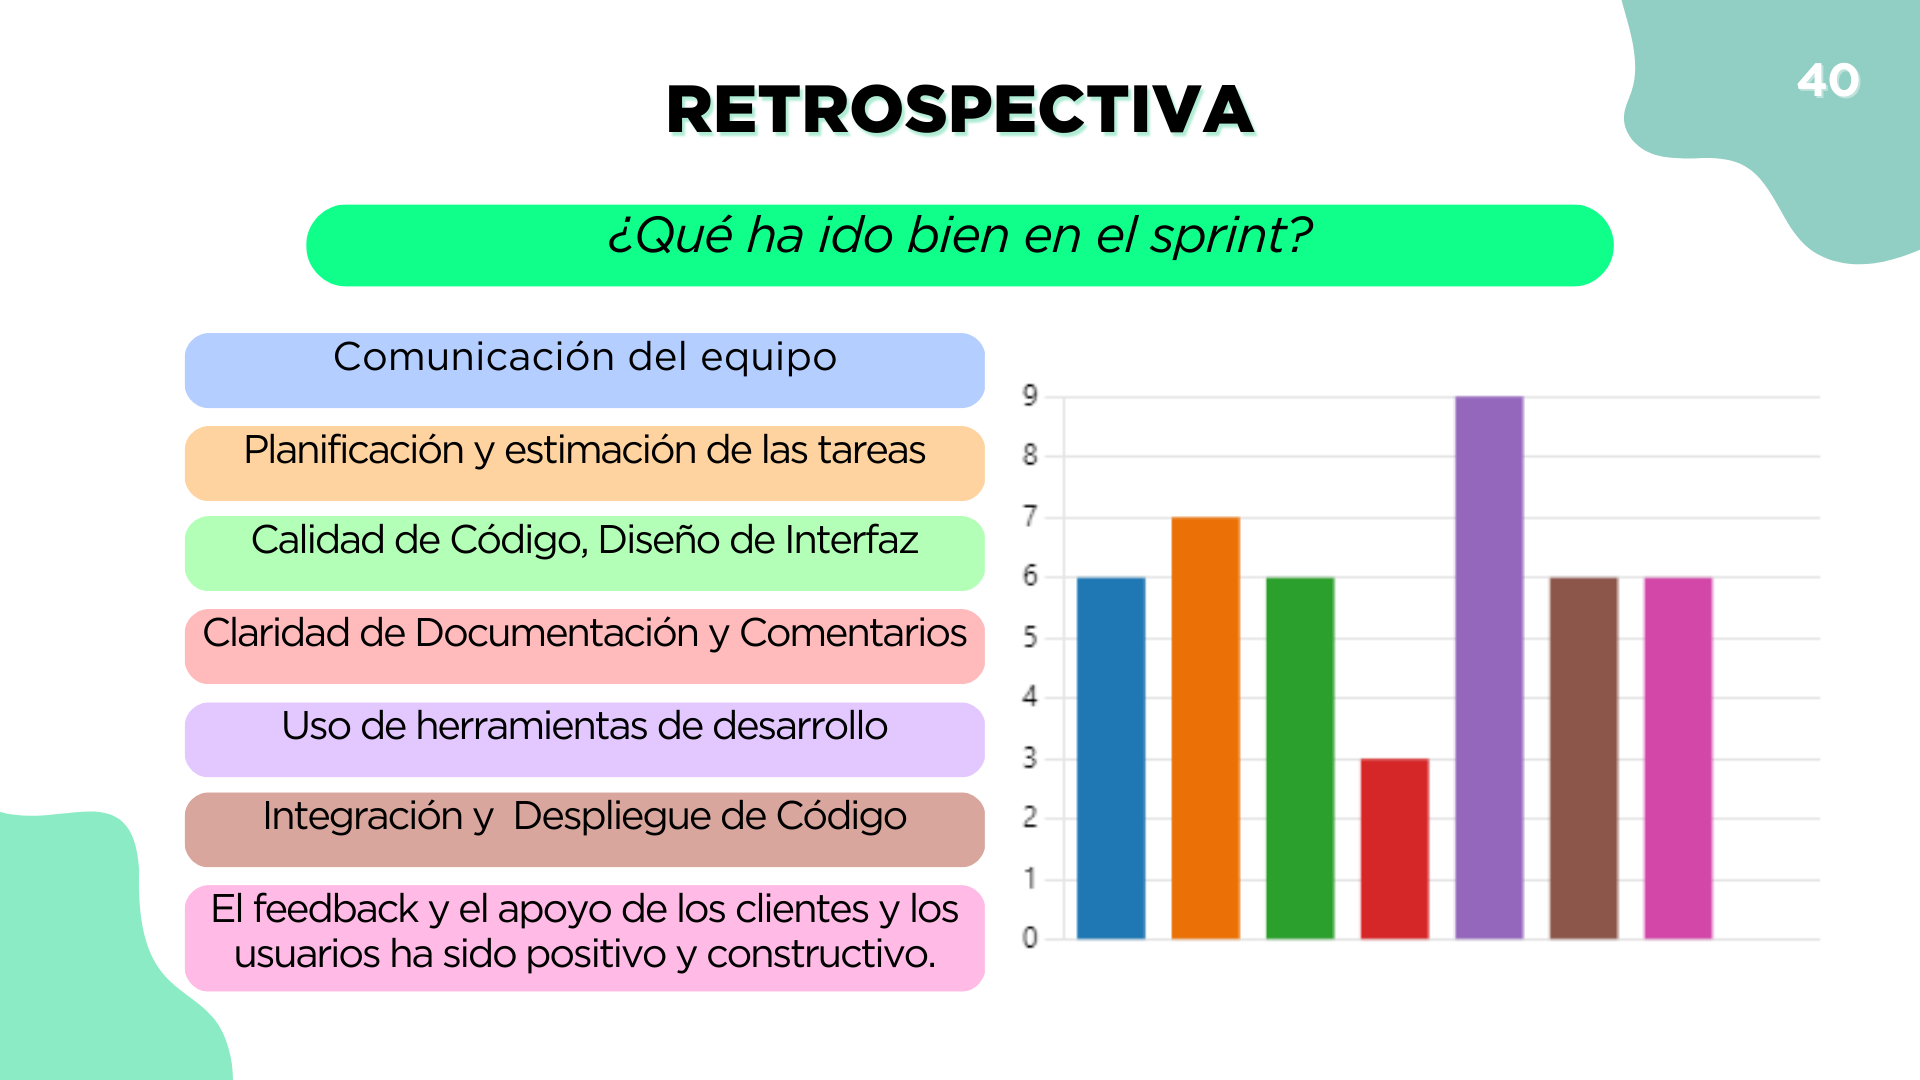 40
RETROSPECTIVA
¿Qué ha ido bien en el sprint?
Comunicación del equipo
Planificación y estimación de las tareas
Calidad de Código, Diseño de Interfaz
Claridad de Documentación y Comentarios
Uso de herramientas de desarrollo
Integración y  Despliegue de Código
El feedback y el apoyo de los clientes y los
usuarios ha sido positivo y constructivo.
9
8
7
6
5
4
3
2
1
0